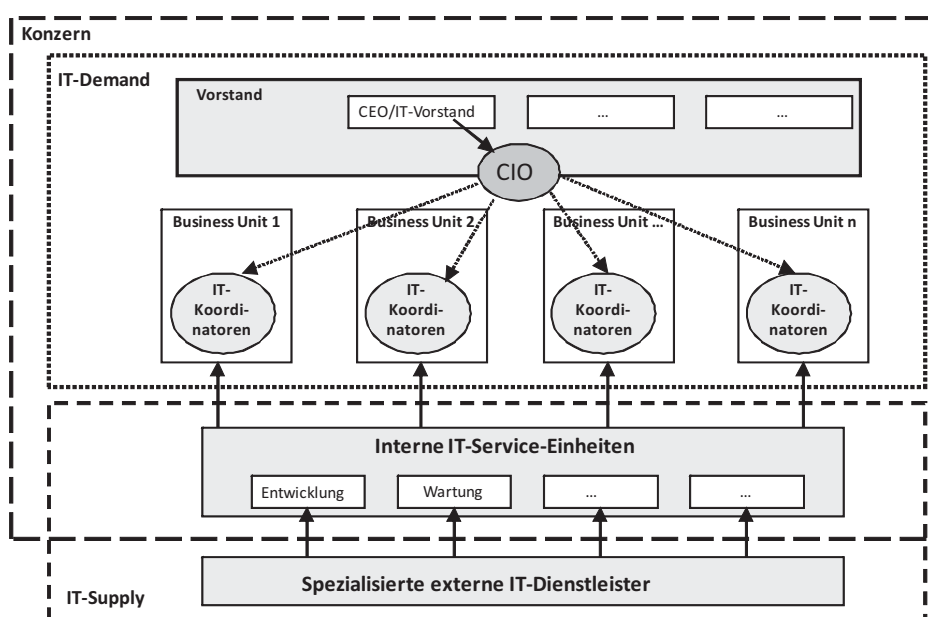 Konzern
IT-Demand
Vorstand
CEO/IT-Vorstand
...
...
CIO
Business Unit 1
Business Unit 2
Business Unit ...
Business Unit n
IT-
Koordi-
natoren
IT-
Koordi-
natoren
IT-
Koordi-
natoren
IT-
Koordi-
natoren
Interne IT-Service-Einheiten
Entwicklung
Wartung
...
...
Spezialisierte externe IT-Dienstleister
IT-Supply